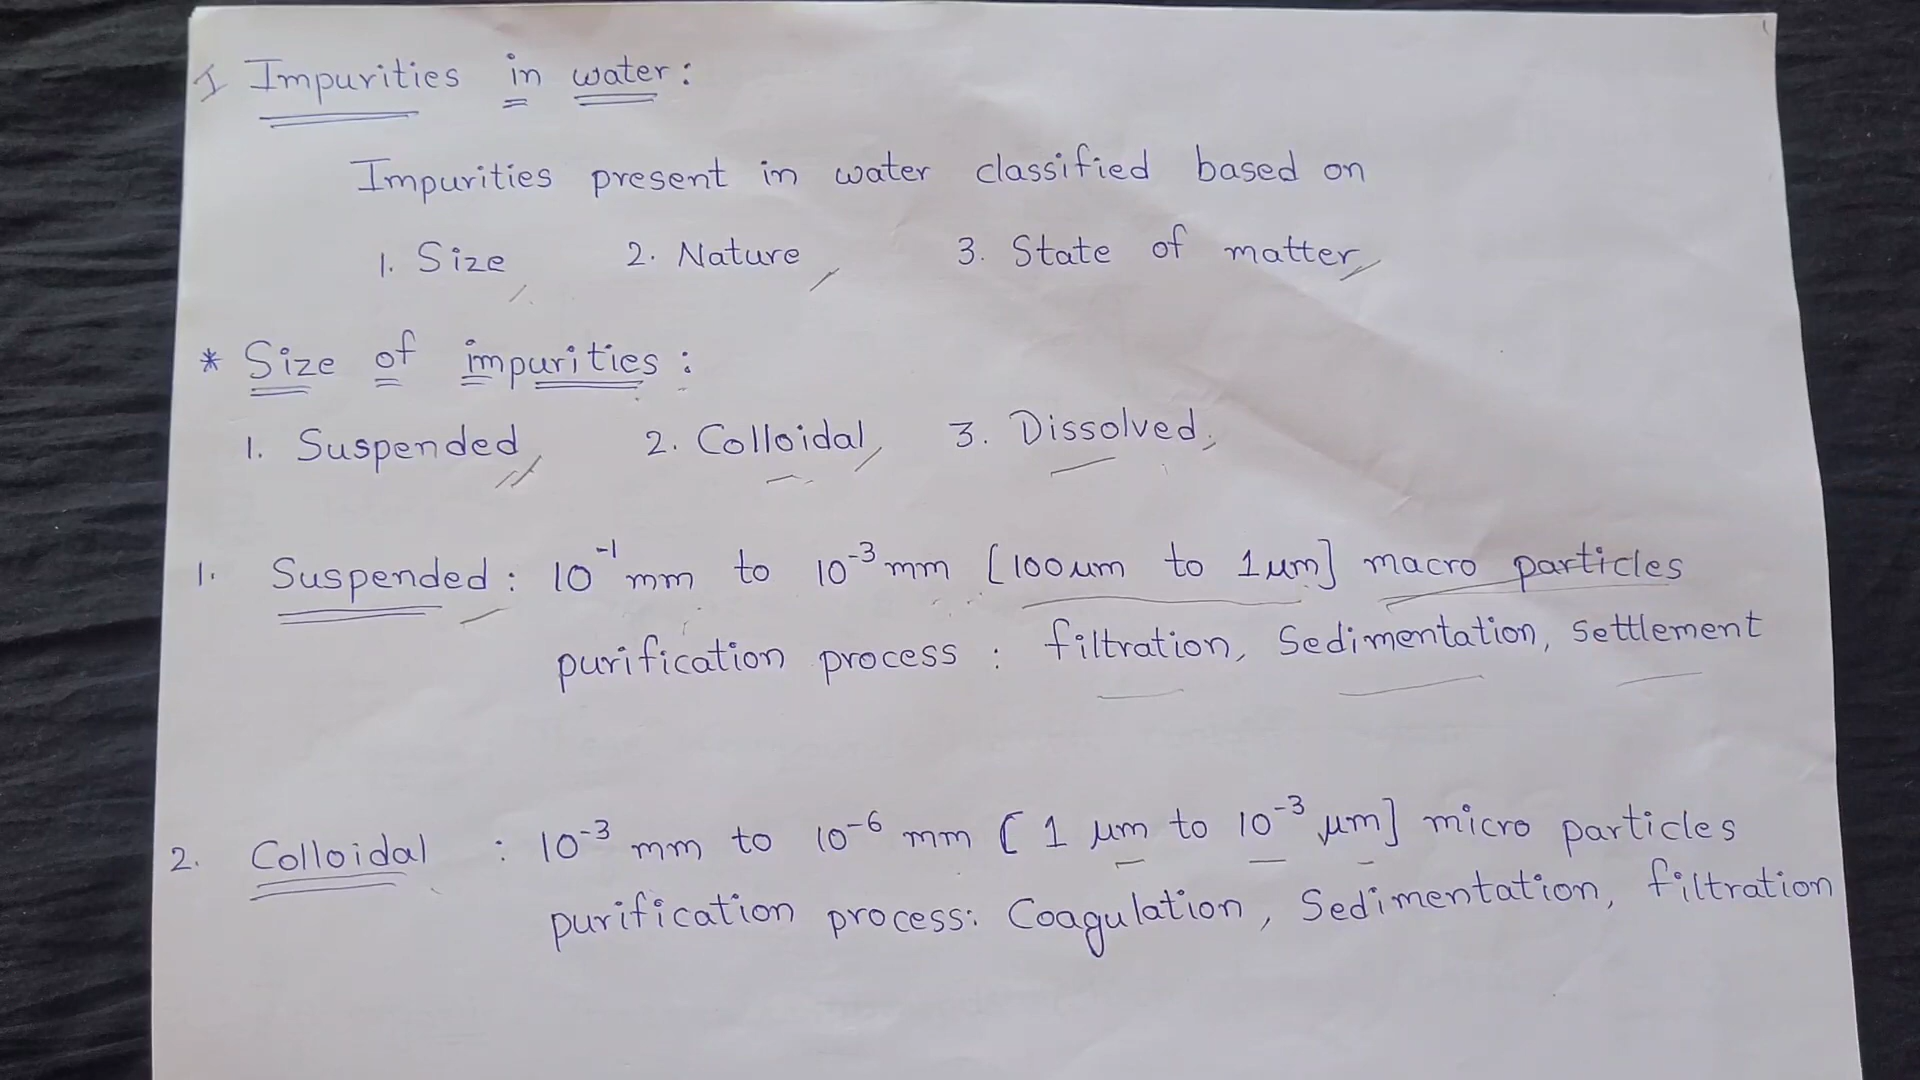 I Impurities in water:
Impurities present in water classified based on
1. Size 2. Nature 3. State of matter
* Size of impurities:
1. Suspended 2. Colloidal 3. Dissolved
1. Suspended: 10⁻¹ mm to 10⁻³ mm [100um to 1um] macro particles
purification process: filtration, Sedimentation, Settlement
2. Colloidal : 10⁻³ mm to 10⁻⁶ mm [1 μm to 10⁻³ μm] micro particles
purification process: Coagulation, Sedimentation, filtration